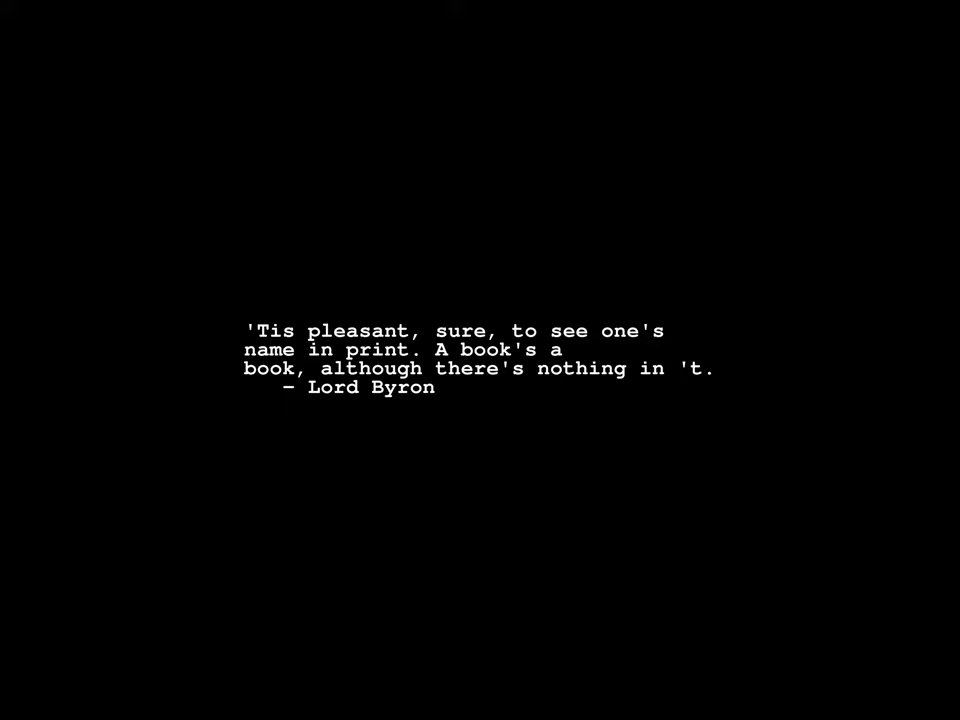 'Tis pleasant, sure, to see one's
name in print. A book's a
book, although there's nothing in 't.
– Lord Byron